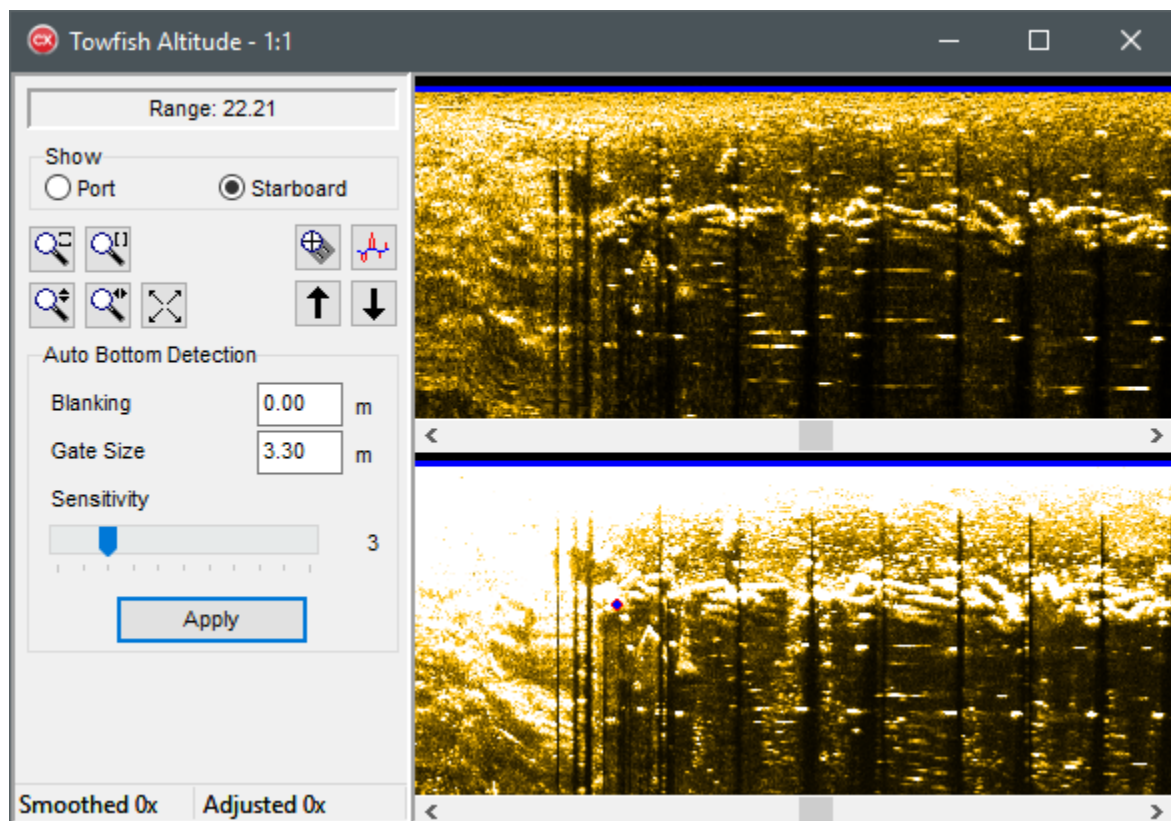 CX Towfish Altitude - 1:1
Range: 22.21
Show
Port Starboard
Auto Bottom Detection
Blanking 0.00 m
Gate Size 3.30 m
Sensitivity
3
Apply
Smoothed 0x Adjusted 0x